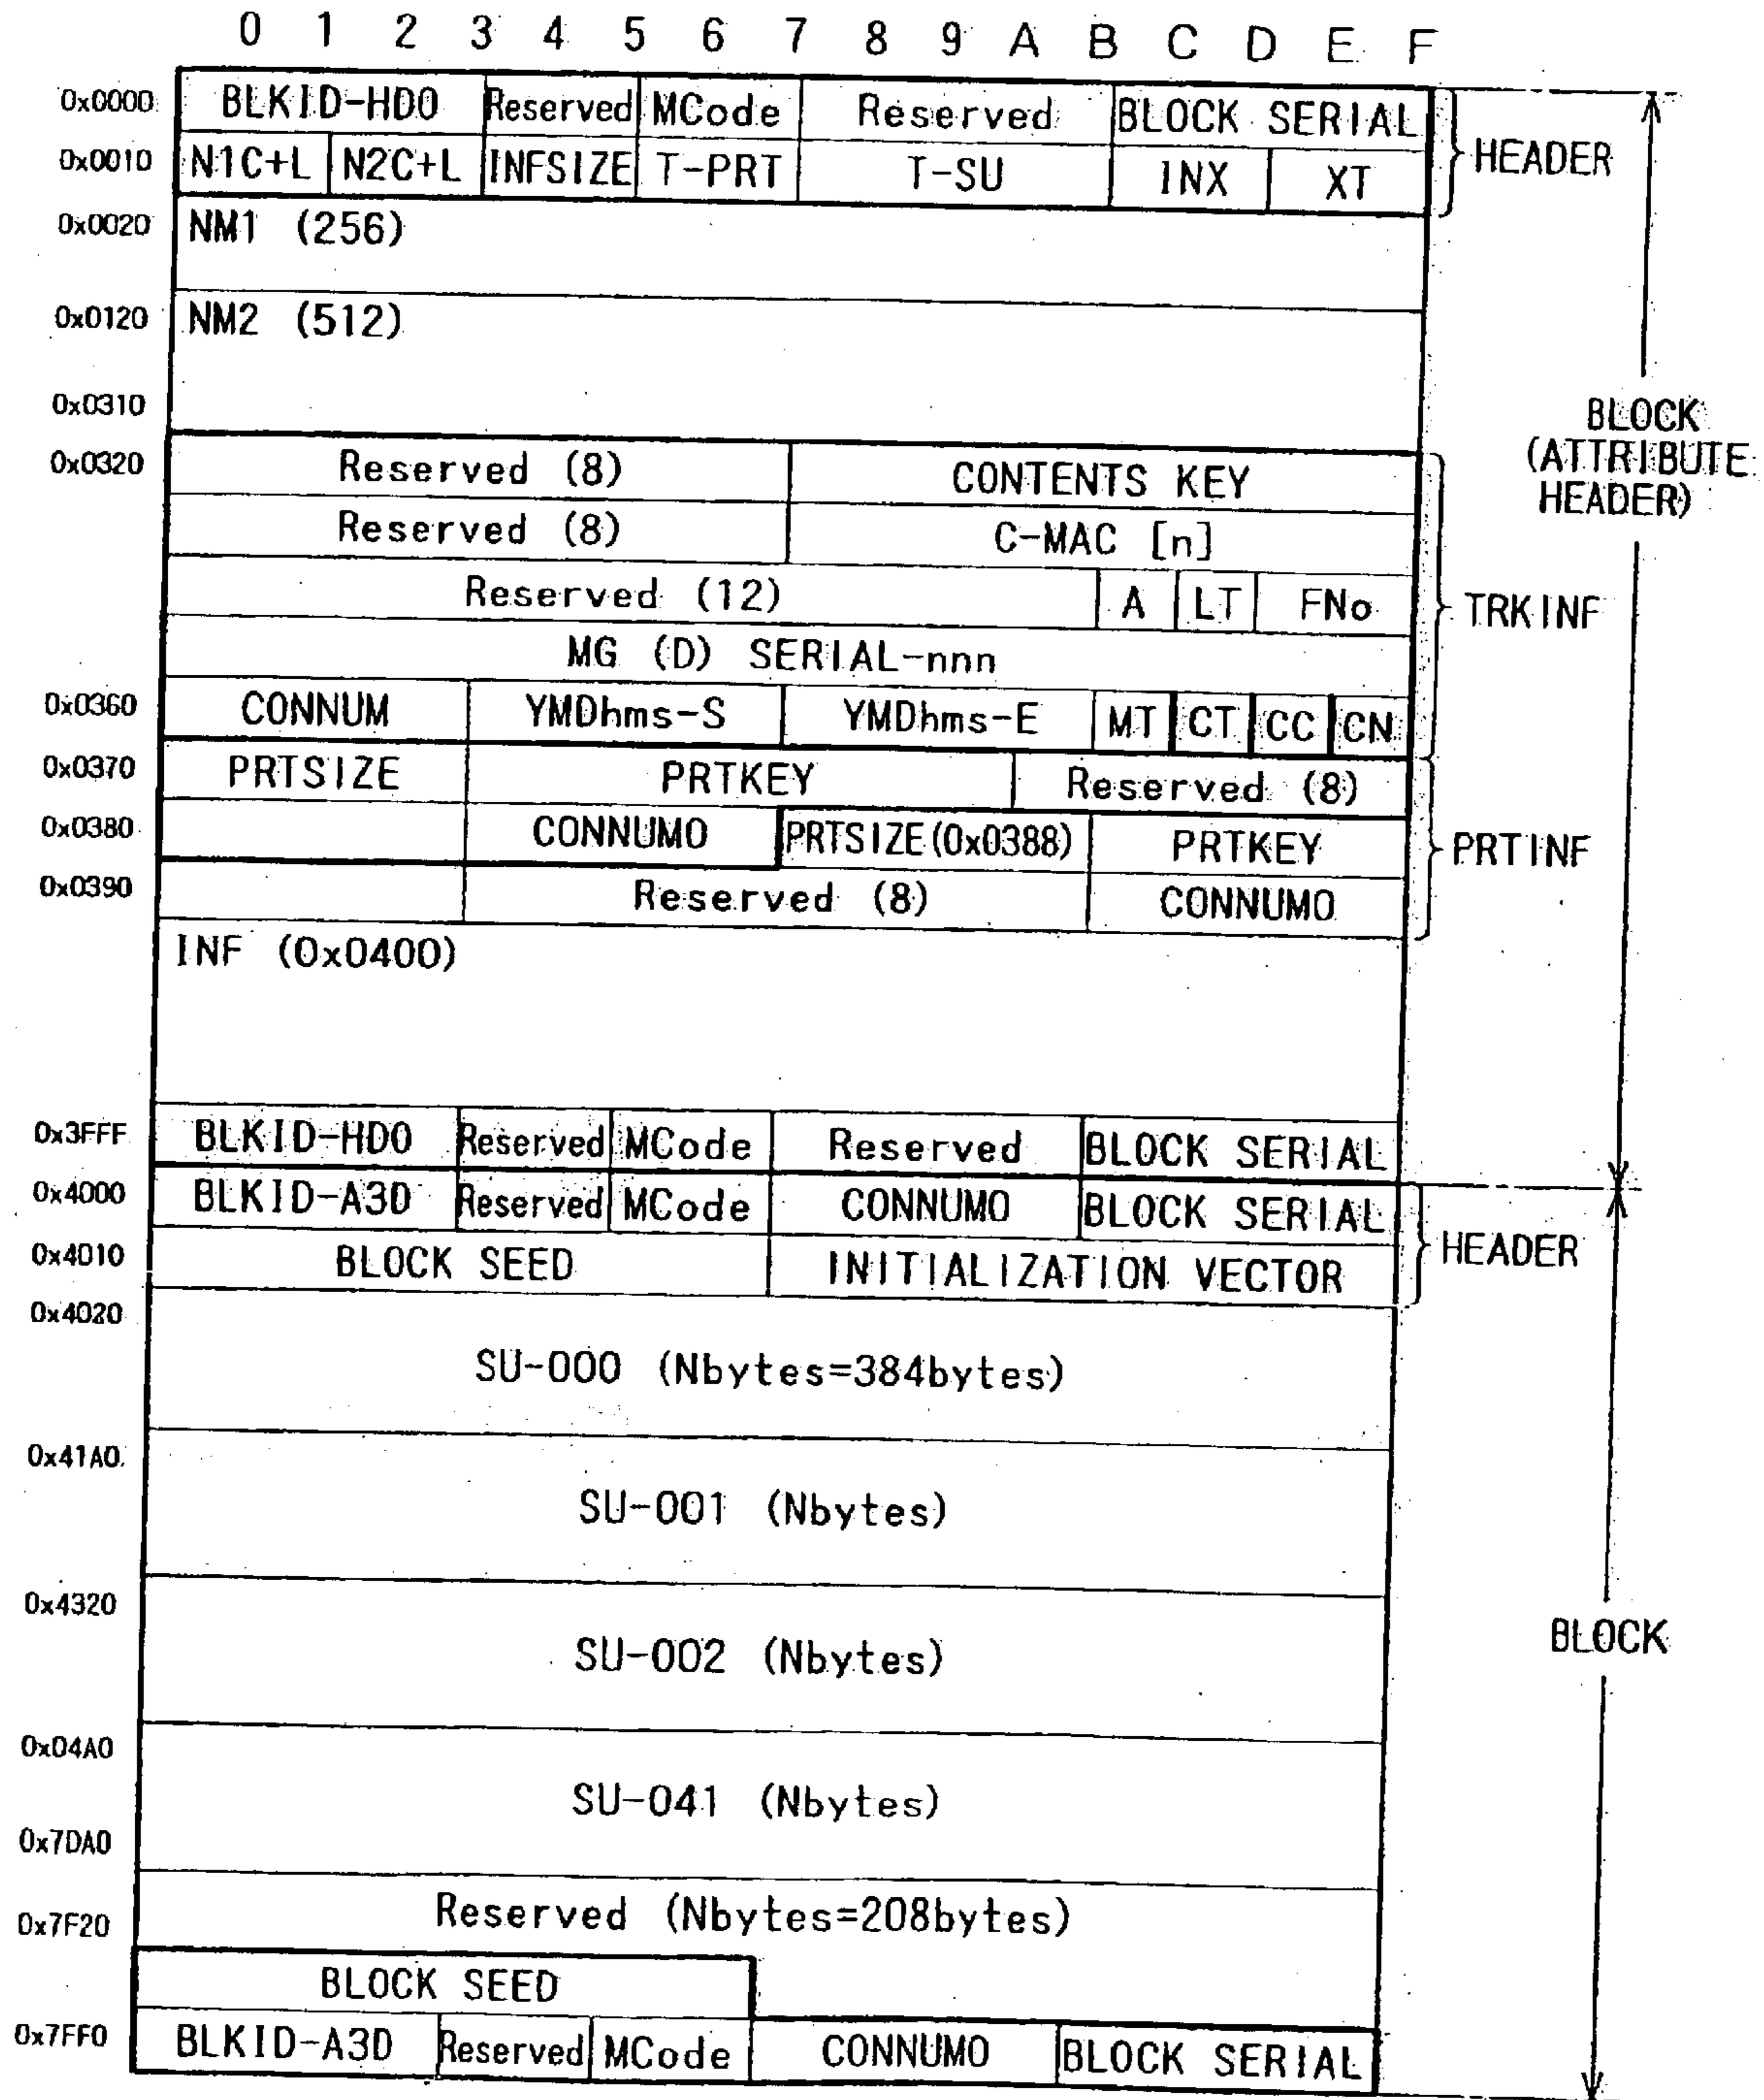 0 1 2 3 4 5 6 7 8 9 A B C D E F
0x0000 BLKID-HD0 Reserved MCode Reserved BLOCK SERIAL
0x0010 N1C+L N2C+L INFSIZE T-PRT T-SU INX XT
HEADER
0x0020 NM1 (256)
0x0120 NM2 (512)
0x0310
BLOCK
(ATTRIBUTE
HEADER)
0x0320 Reserved (8) CONTENTS KEY
Reserved (8) C-MAC [n]
Reserved (12) A LT FNo
TRKINF
MG (D) SERIAL-nnn
0x0360 CONNUM YMDhms-S YMDhms-E MT CT CC CN
0x0370 PRTSIZE PRTKEY Reserved (8)
0x0380 CONNUMO PRTSIZE(0x0388) PRTKEY
PRTINF
0x0390 Reserved (8) CONNUMO
INF (0x0400)
0x3FFF BLKID-HD0 Reserved MCode Reserved BLOCK SERIAL
0x4000 BLKID-A3D Reserved MCode CONNUMO BLOCK SERIAL
0x4010 BLOCK SEED INITIALIZATION VECTOR
HEADER
0x4020
SU-000 (Nbytes=384bytes)
0x41A0
SU-001 (Nbytes)
0x4320
SU-002 (Nbytes)
BLOCK
0x04A0
SU-041 (Nbytes)
0x7DA0
Reserved (Nbytes=208bytes)
0x7F20
BLOCK SEED
0x7FF0 BLKID-A3D Reserved MCode CONNUMO BLOCK SERIAL